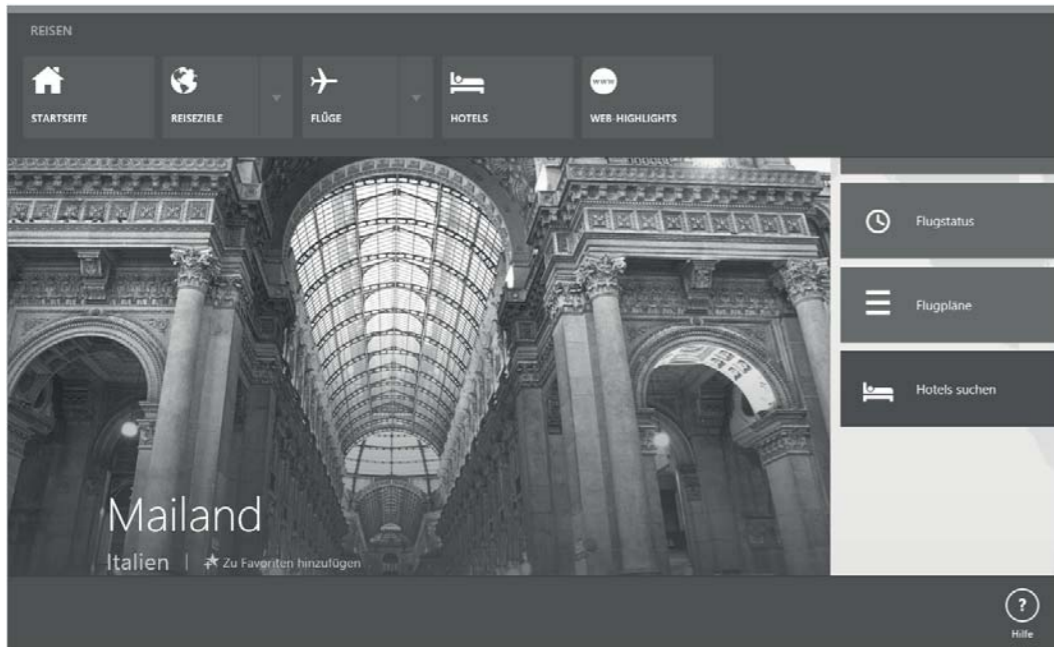 REISEN
STARTSEITE
REISEZIELE
FLÜGE
HOTELS
www
WEB-HIGHLIGHTS
Flugstatus
Flugpläne
Hotels suchen
Mailand
Italien | Zu Favoriten hinzufügen
?
Hilfe